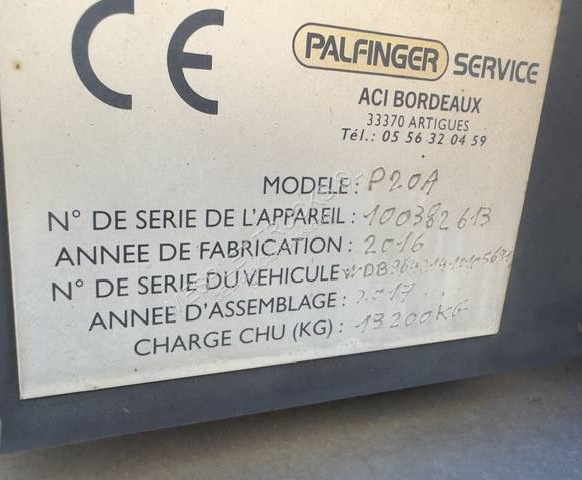 CE
PALFINGER SERVICE
ACI BORDEAUX
33370 ARTIGUES
Tél.: 05 56 32 04 59
MODELE: P20A
N° DE SERIE DE L'APPAREIL: 100382613
ANNEE DE FABRICATION: 2016
N° DE SERIE DU VEHICULE
ANNEE D'ASSEMBLAGE: 2017
CHARGE CHU (KG): 13200KG